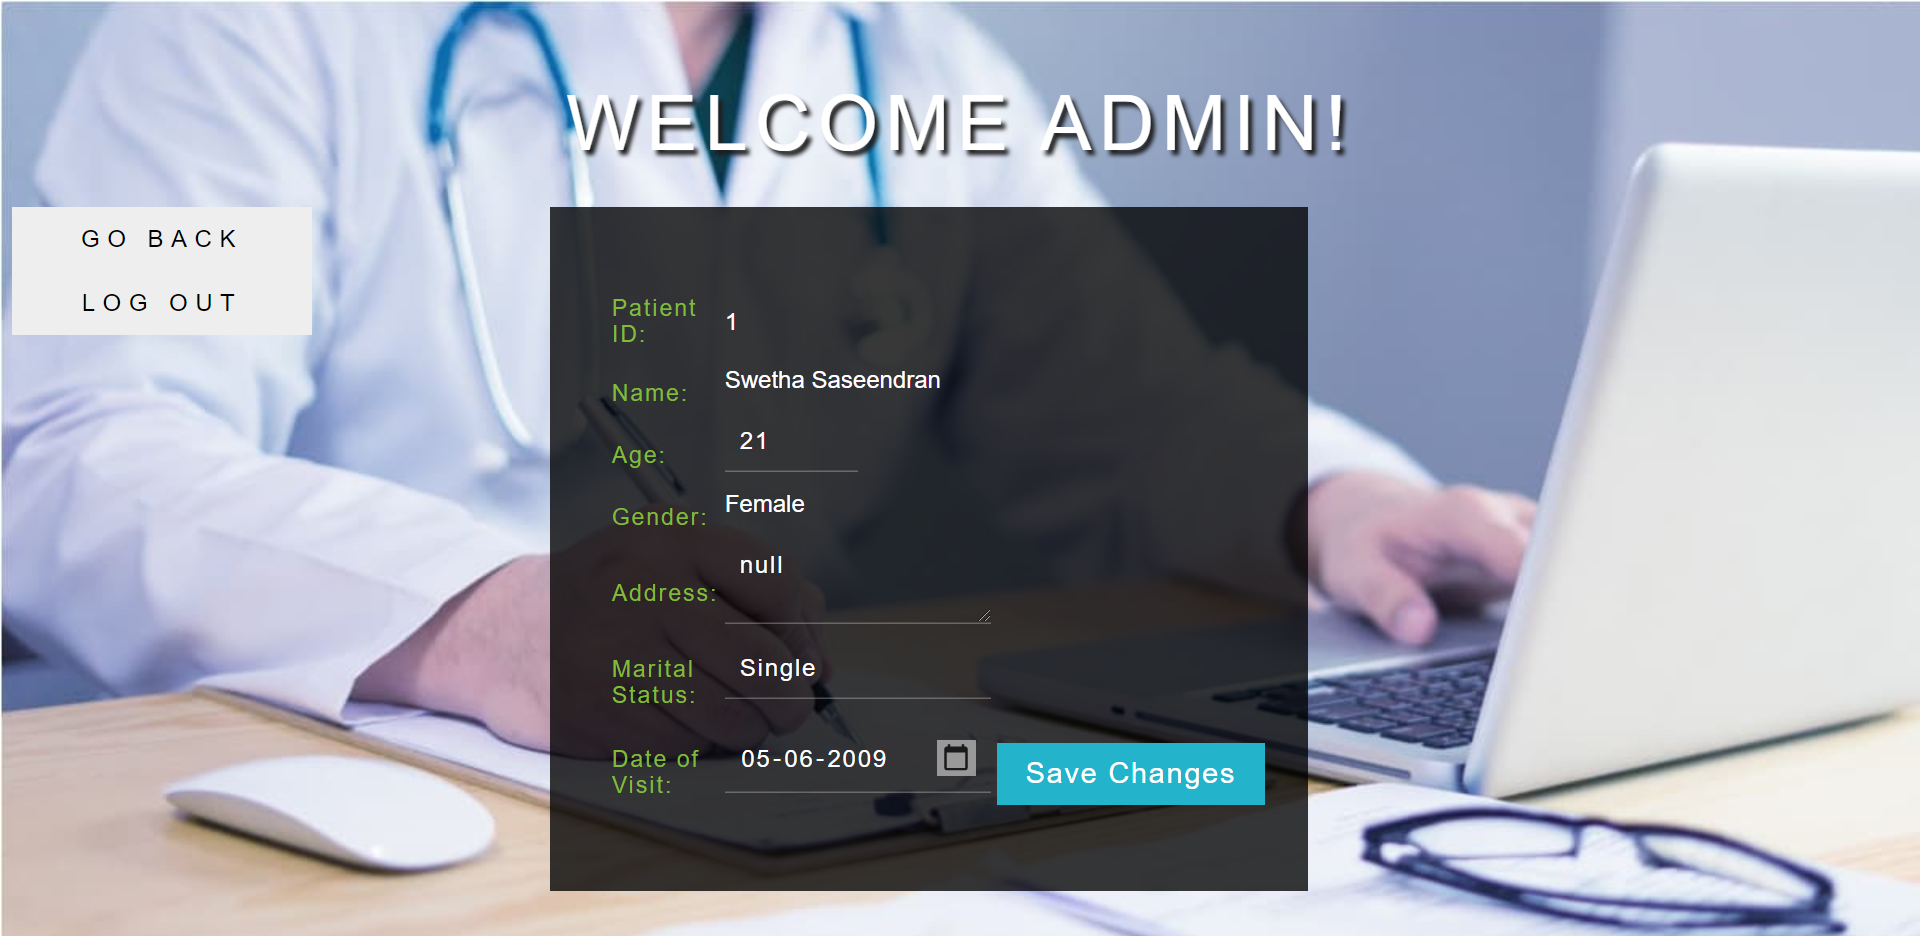 WELCOME ADMIN!
GO BACK
LOG OUT
Patient
ID:
1
Name:
Swetha Saseendran
Age:
21
Gender:
Female
Address:
null
Marital
Status:
Single
Date of
Visit:
05-06-2009
Save Changes